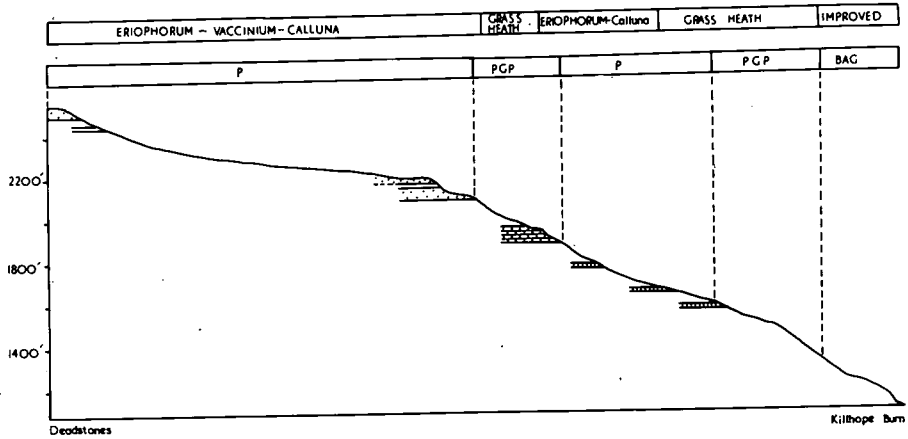 ERIOPHORUM ~ VACCINIUM - CALLUNA
GRASS
HEATH
ERIOPHORUM-Calluna
GRASS HEATH
IMPROVED
P
PGP
P
PGP
BAG
2200'
1800'
1400'
Deadstones
Killhope Burn